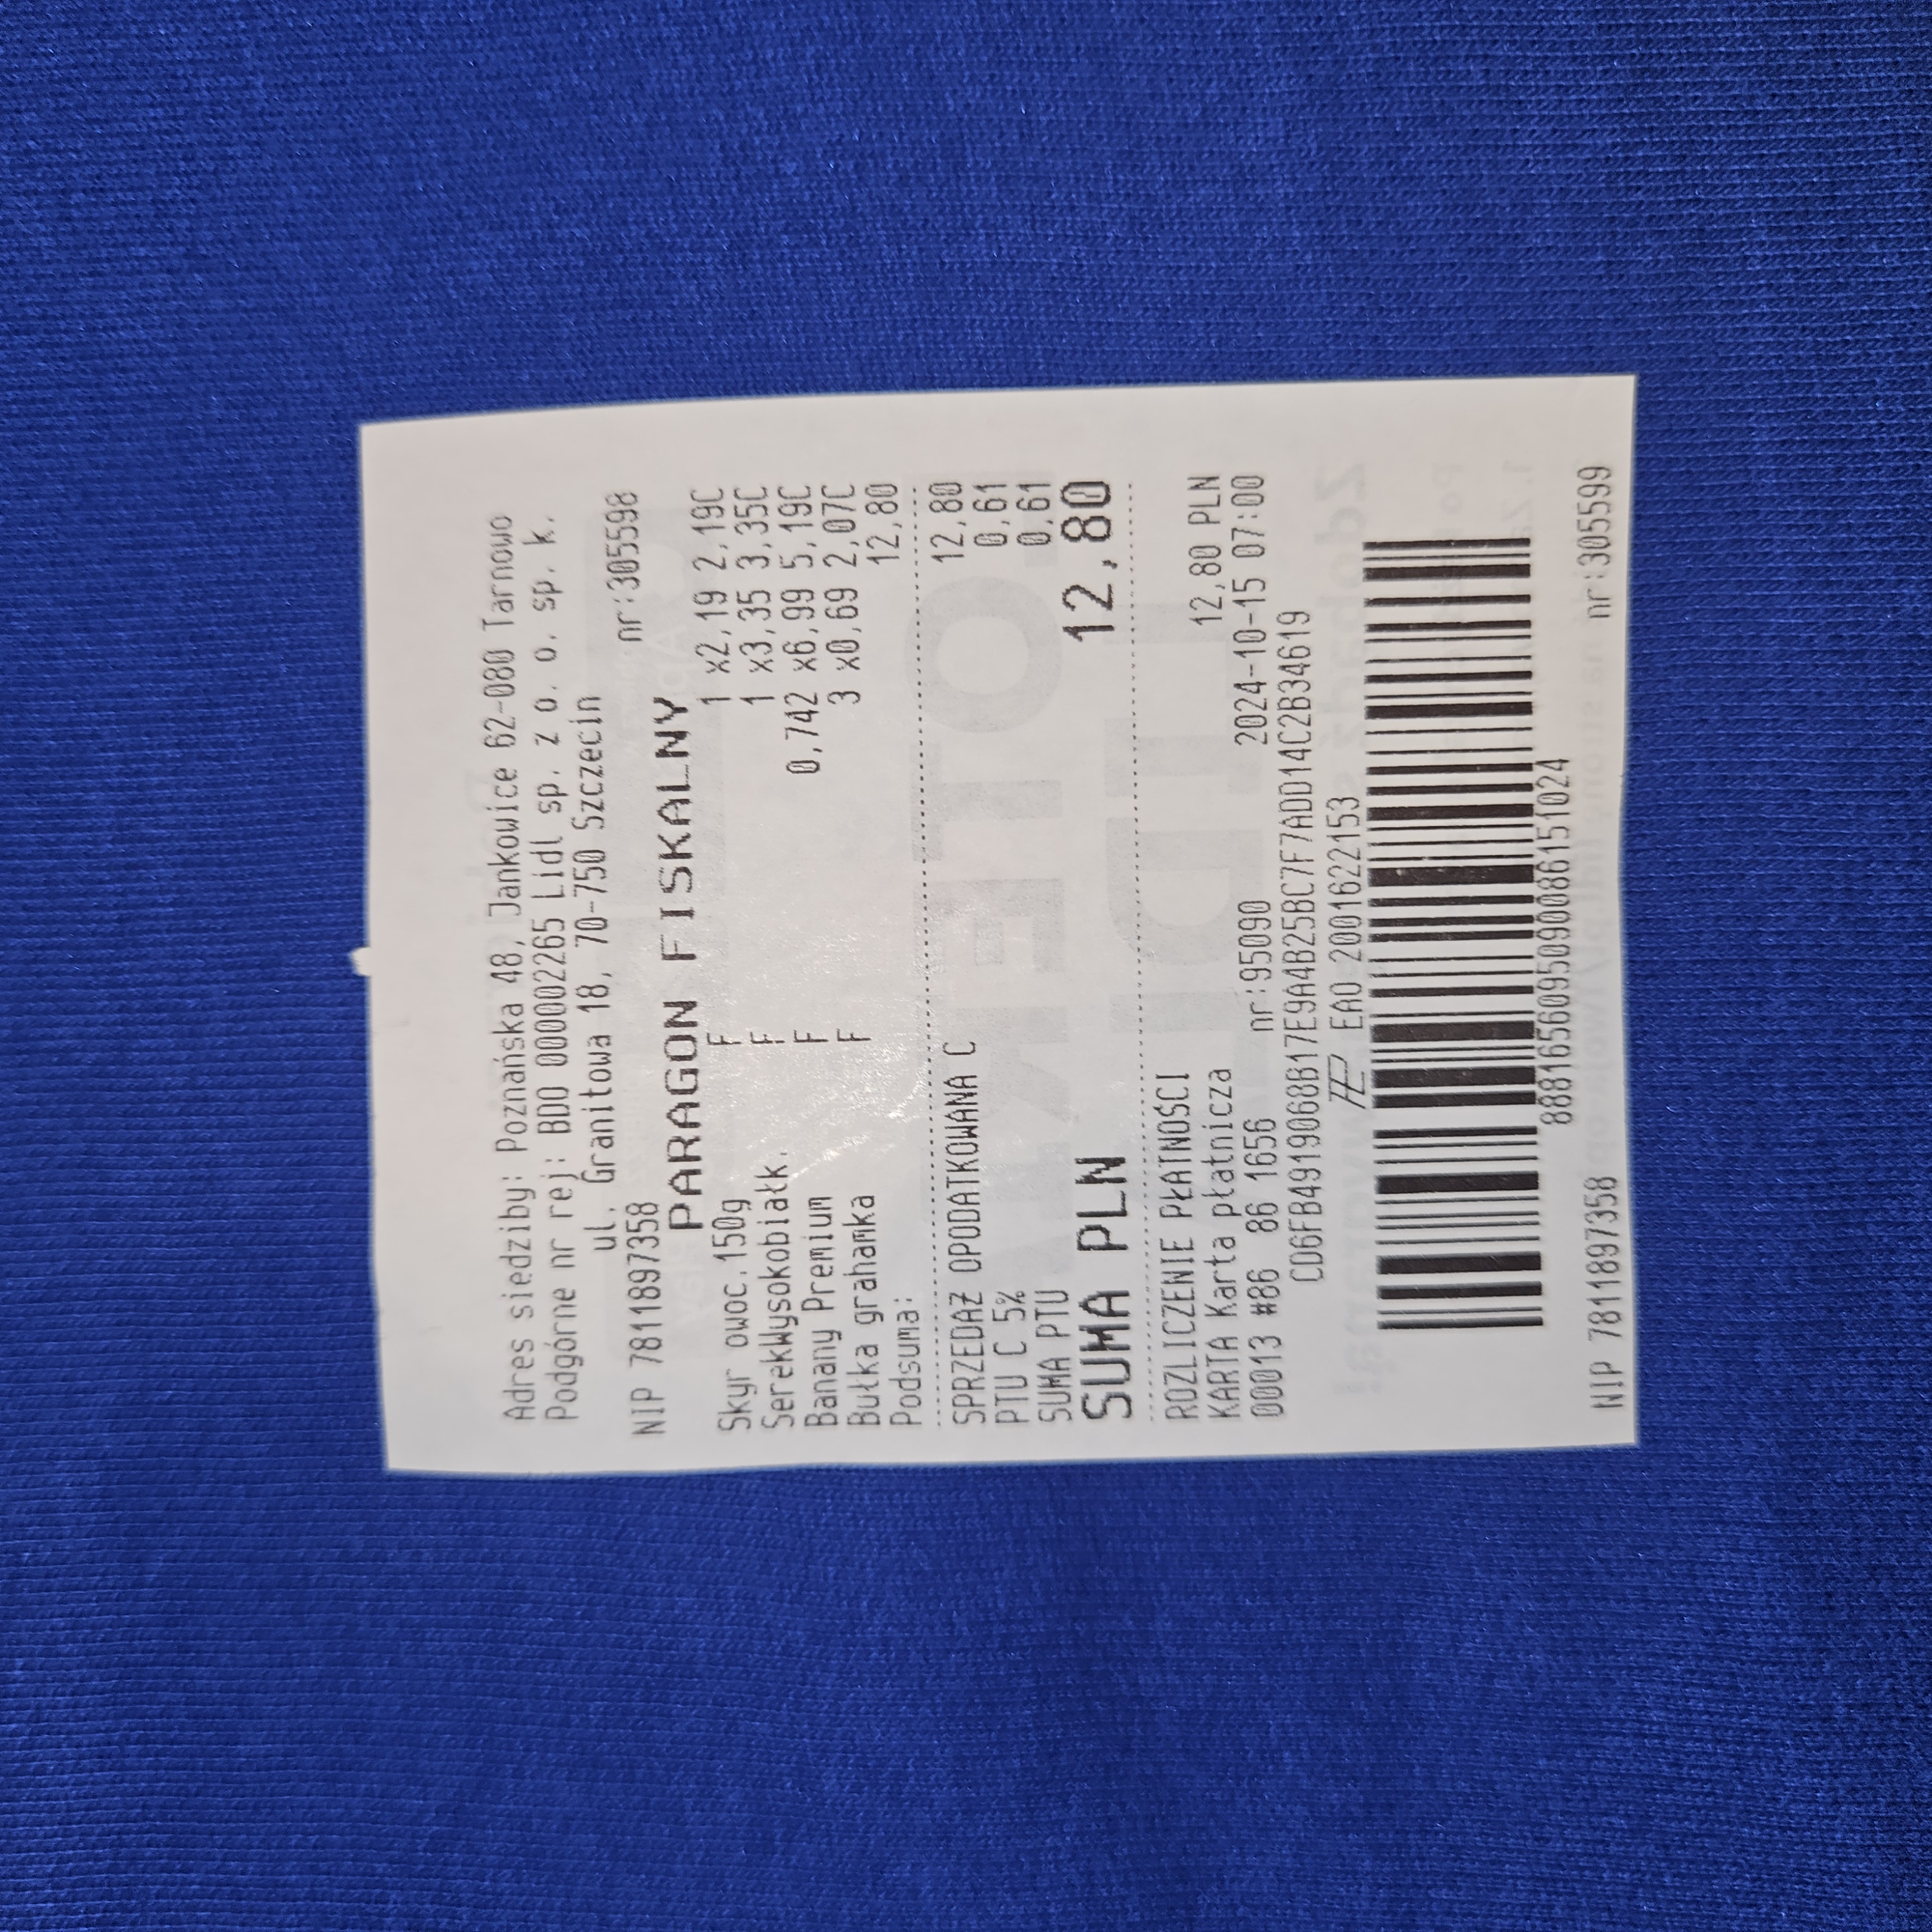 Adres siedziby: Poznańska 48, Jankowice 62-080 Tarnowo
Podgórne nr rej: BDO 000002265 Lidl sp. z o. o. sp. k.
ul. Granitowa 18, 70-750 Szczecin
NIP 7811897358 nr:305598
PARAGON FISKALNY
Skyr owoc.150g F 1 x2,19 2,19C
SerekWysokobiałk. F 1 x3,35 3,35C
Banany Premium F 0,742 x6,99 5,19C
Bułka grahamka F 3 x0,69 2,07C
Podsuma: 12,80
SPRZEDAŻ OPODATKOWANA C 12,80
PTU C 5% 0,61
SUMA PTU 0,61
SUMA PLN 12,80
ROZLICZENIE PŁATNOŚCI
KARTA Karta płatnicza 12,80 PLN
00013 #86 86 1656 nr:95090 2024-10-15 07:00
CD6FB4919068B17E9A4B25BC7F7ADD14C2B34619
EAO 2001622153
8881656095090086151024
NIP 7811897358 nr:305599